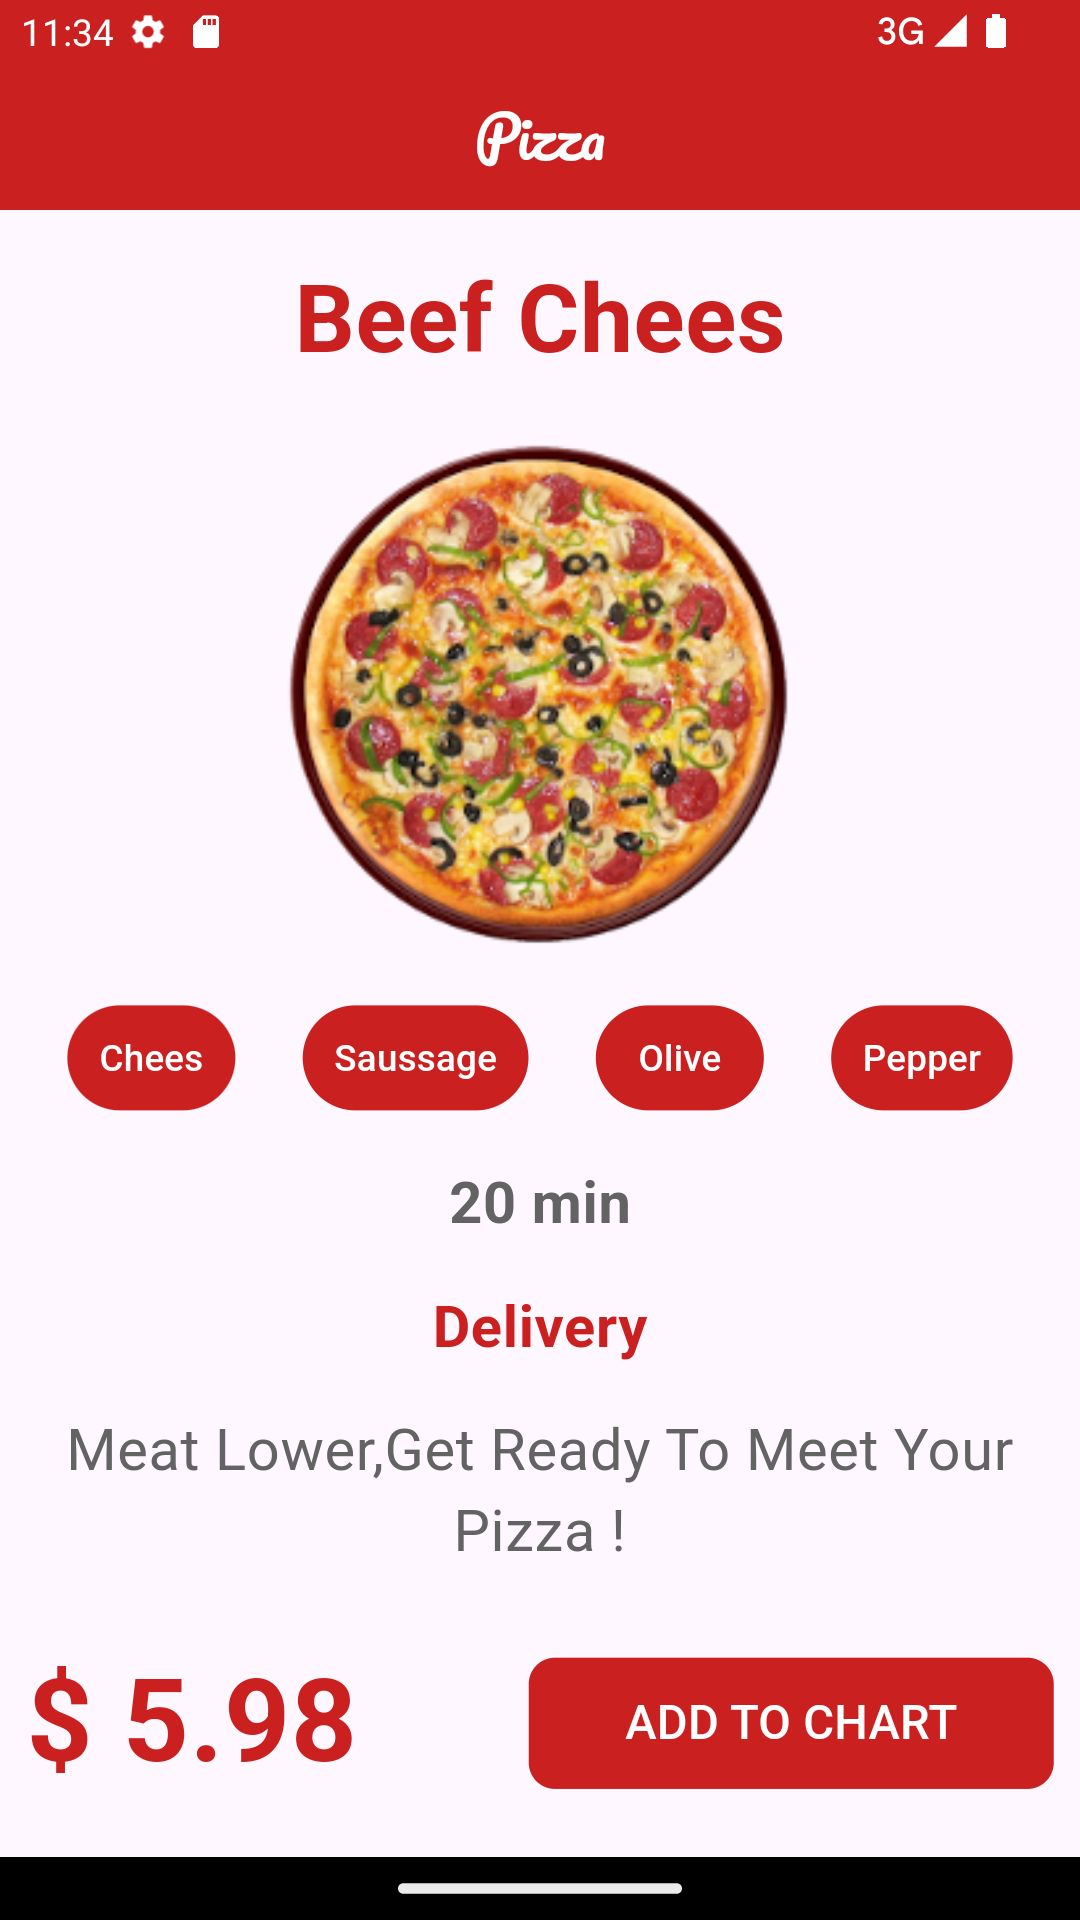 11:34
3G
Pizza
Beef Chees
Chees
Saussage
Olive
Pepper
20 min
Delivery
Meat Lower,Get Ready To Meet Your
Pizza !
$ 5.98
ADD TO CHART